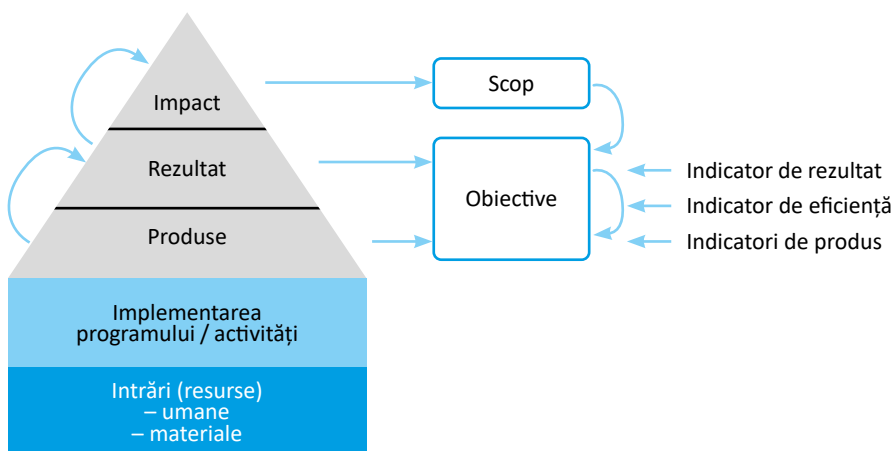 Impact
Rezultat
Produse
Implementarea
programului / activități
Intrări (resurse)
– umane
– materiale
Scop
Obiective
Indicator de rezultat
Indicator de eficiență
Indicatori de produs